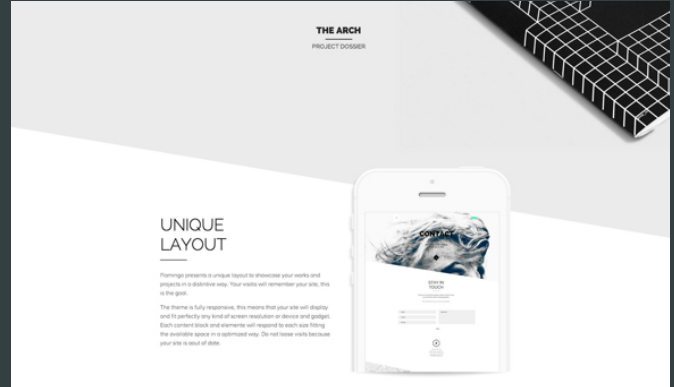 THE ARCH
PROJECT DOSSIER
UNIQUE
LAYOUT
Flamingo presents a unique layout to showcase your works and
projects in a distinitive way. Your visits will remember your site, this
is the goal.
The theme is fully responsive, this means that your site will display
and fit perfectly any kind of screen resolution or device and gadget.
Each content block and elemente will respond to each size fitting
the available space in a optimized way. Do not loose visits because
your site is aout of date.
CONTACT
STAY IN
TOUCH